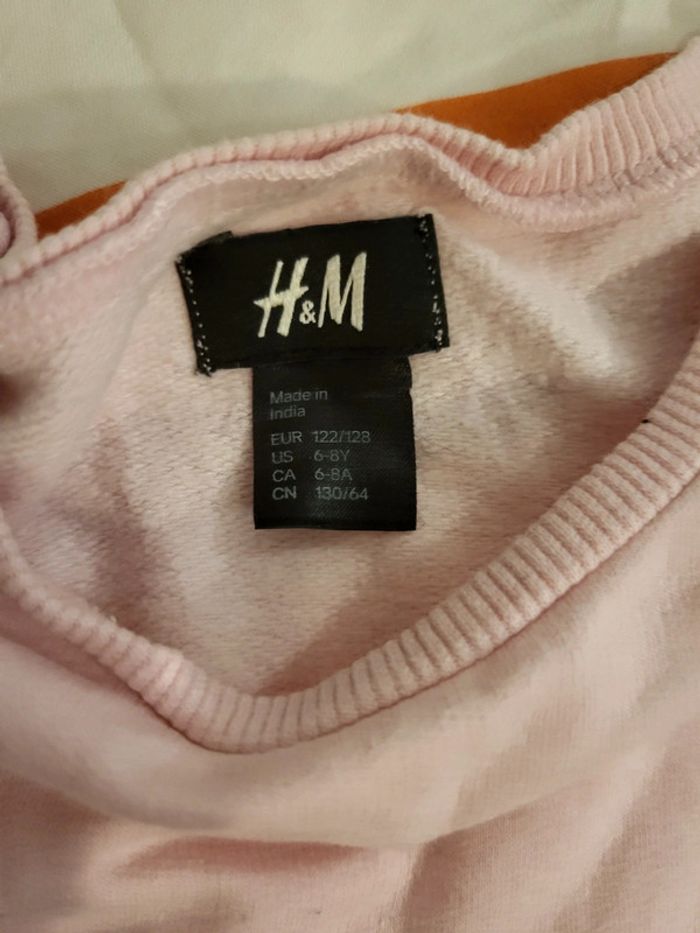 H&M
Made in
India
EUR 122/128
US 6-8Y
CA 6-8A
CN 130/64